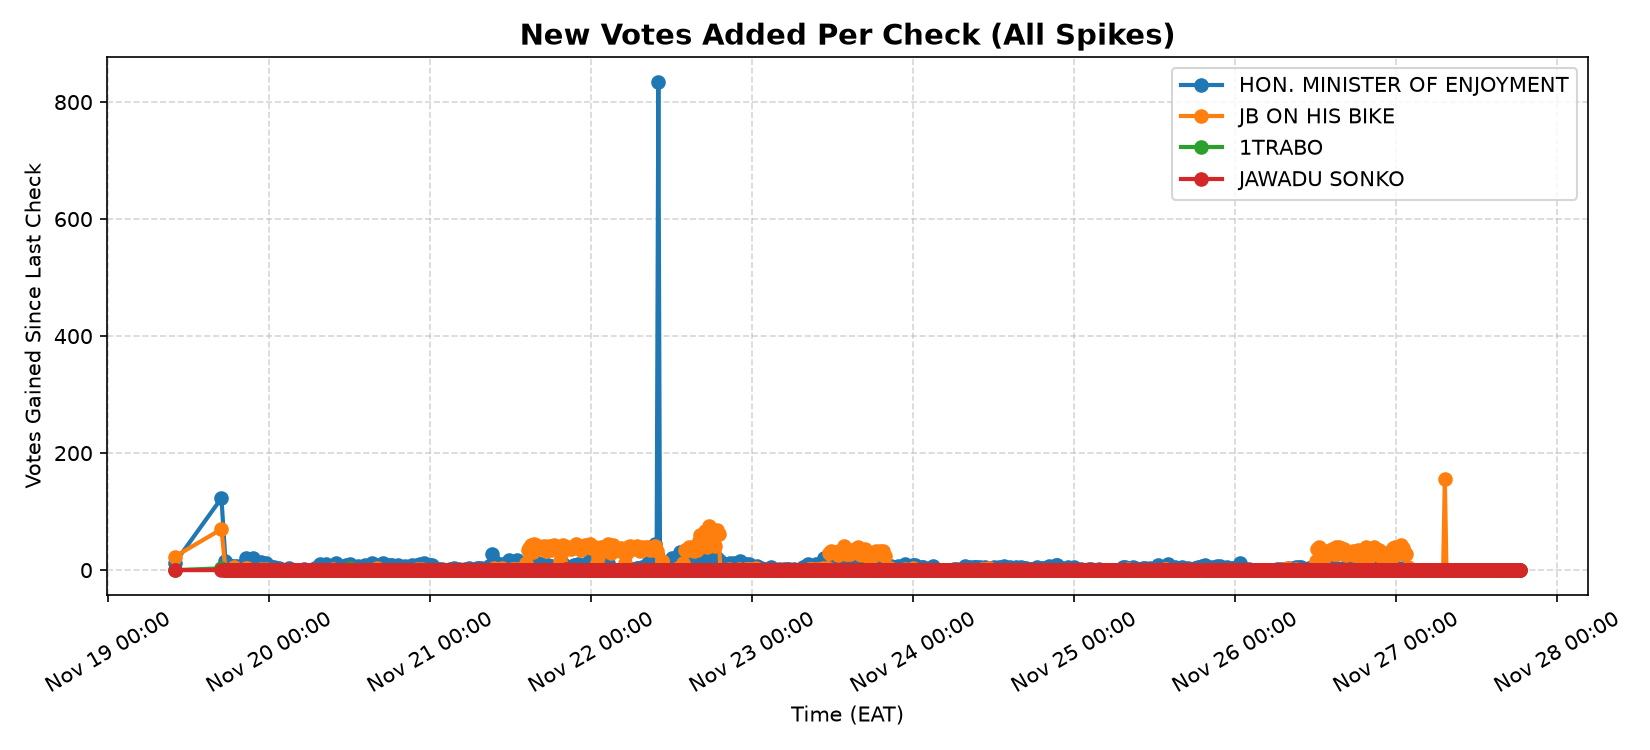 New Votes Added Per Check (All Spikes)
HON. MINISTER OF ENJOYMENT
JB ON HIS BIKE
1TRABO
JAWADU SONKO
Votes Gained Since Last Check
800
600
400
200
0
Nov 19 00:00
Nov 20 00:00
Nov 21 00:00
Nov 22 00:00
Nov 23 00:00
Nov 24 00:00
Nov 25 00:00
Nov 26 00:00
Nov 27 00:00
Nov 28 00:00
Time (EAT)